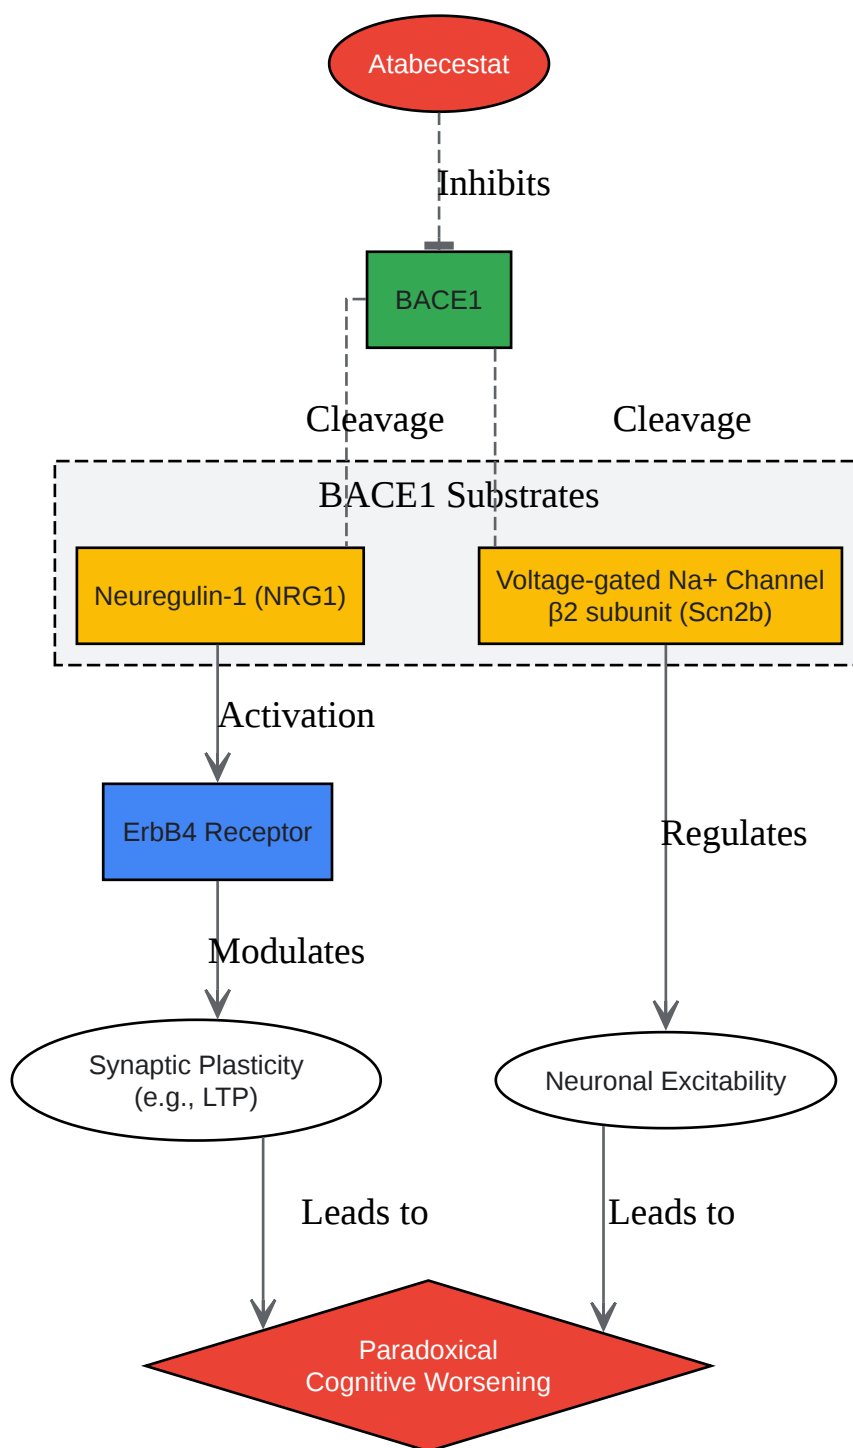 Atabecestat
Inhibits
BACE1
Cleavage
Cleavage
BACE1 Substrates
Neuregulin-1 (NRG1)
Voltage-gated Na+ Channel
β2 subunit (Scn2b)
Activation
ErbB4 Receptor
Regulates
Modulates
Synaptic Plasticity
(e.g., LTP)
Neuronal Excitability
Leads to
Leads to
Paradoxical
Cognitive Worsening